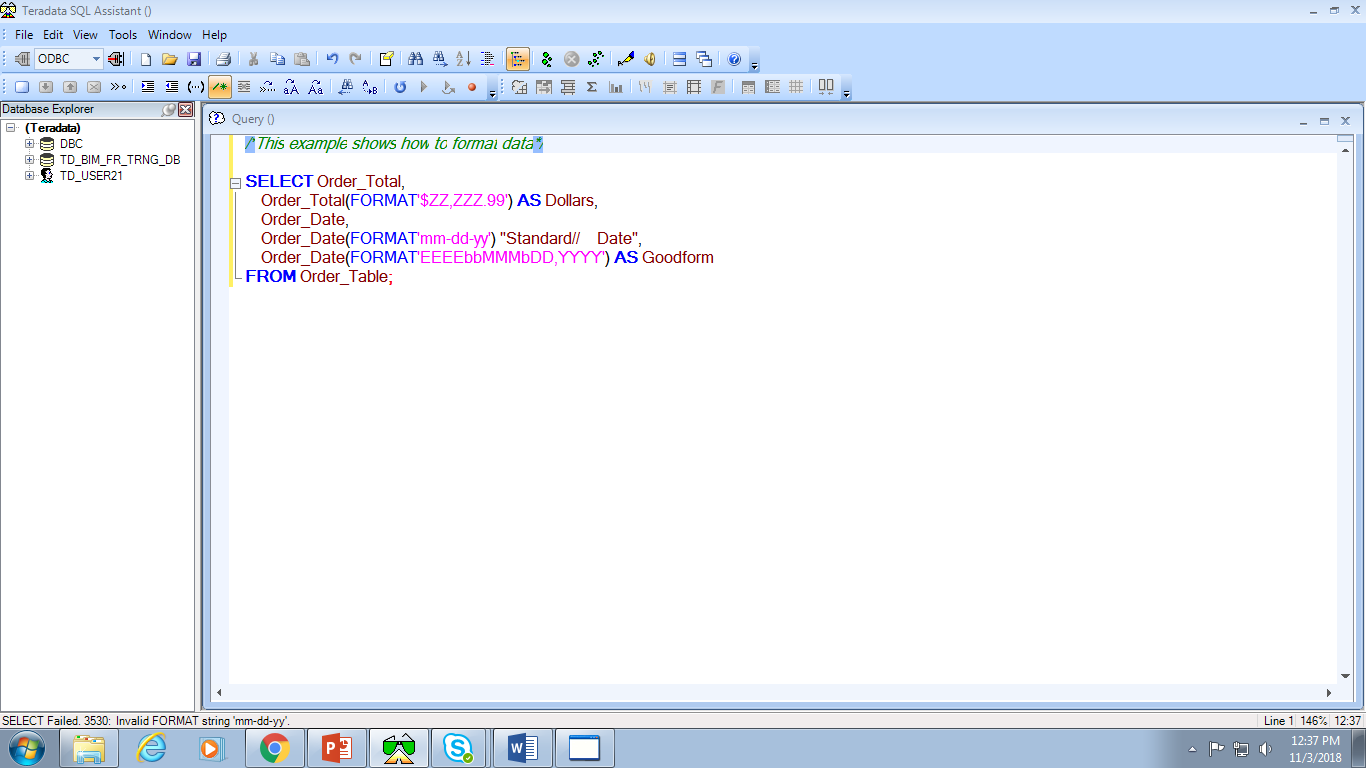 Teradata SQL Assistant ()
File Edit View Tools Window Help
ODBC
Database Explorer
(Teradata)
DBC
TD_BIM_FR_TRNG_DB
TD_USER21
Query ()
/*This example shows how to format data*/
SELECT Order_Total,
Order_Total(FORMAT'$ZZ,ZZZ.99') AS Dollars,
Order_Date,
Order_Date(FORMAT'mm-dd-yy') "Standard//    Date",
Order_Date(FORMAT'EEEEbbMMMbDD,YYYY') AS Goodform
FROM Order_Table;
SELECT Failed. 3530: Invalid FORMAT string 'mm-dd-yy'.
Line 1 146% 12:37
12:37 PM
11/3/2018